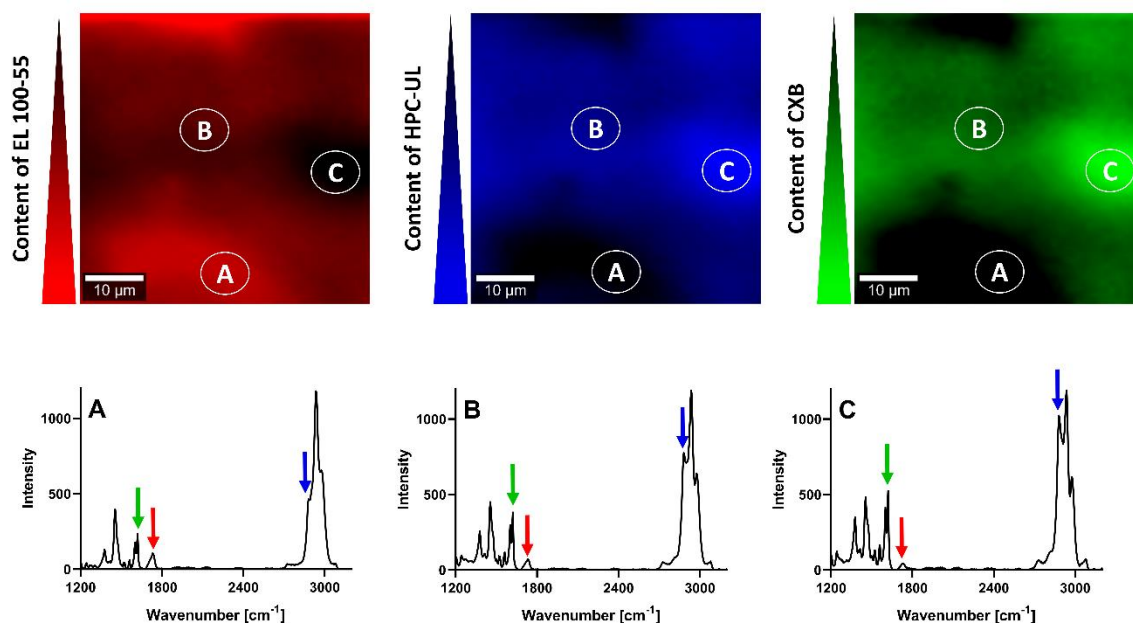 Content of EL 100-55
B
C
A
10 µm
Content of HPC-UL
B
C
A
10 µm
Content of CXB
B
C
A
10 µm
A
Intensity
1000
500
0
1200 1800 2400 3000
Wavenumber [cm⁻¹]
B
Intensity
1000
500
0
1200 1800 2400 3000
Wavenumber [cm⁻¹]
C
Intensity
1000
500
0
1200 1800 2400 3000
Wavenumber [cm⁻¹]